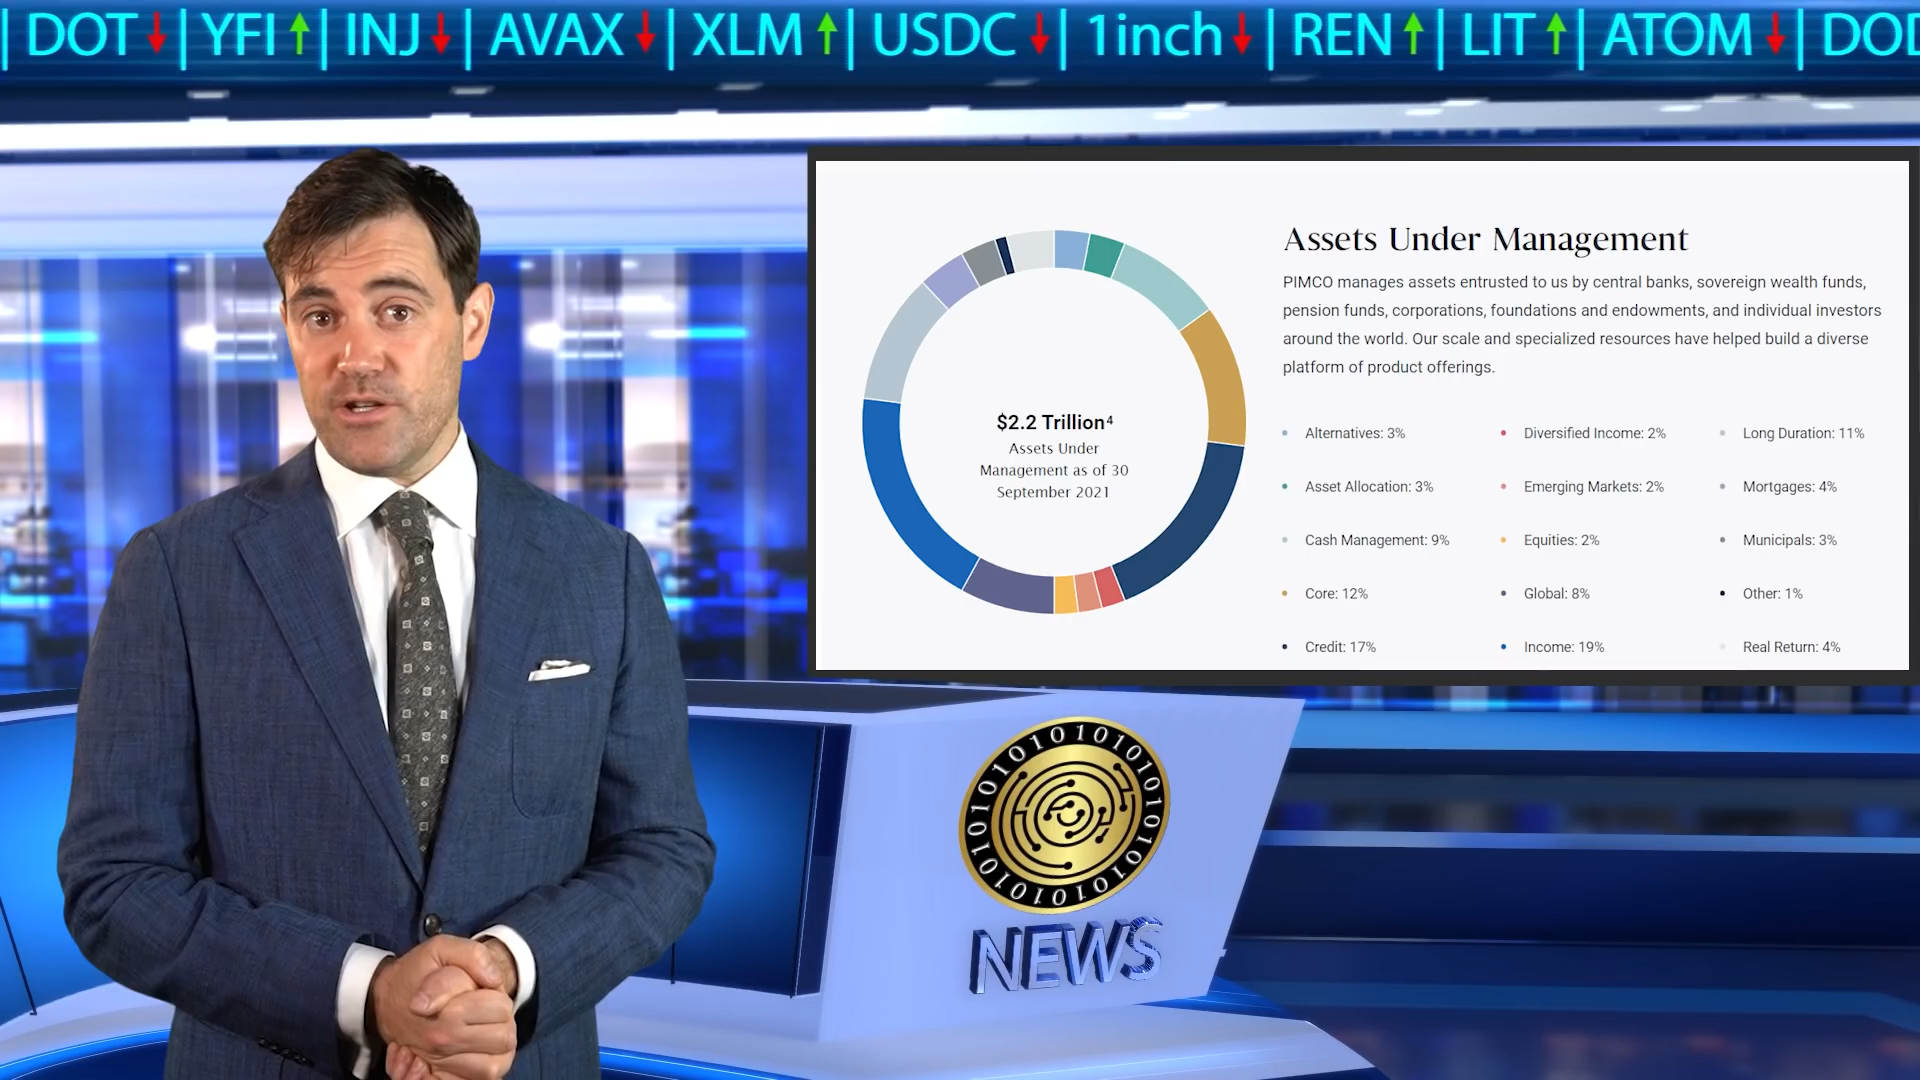 DOT YFI INJ AVAX XLM USDC 1inch REN LIT ATOM DOD
Assets Under Management
PIMCO manages assets entrusted to us by central banks, sovereign wealth funds,
pension funds, corporations, foundations and endowments, and individual investors
around the world. Our scale and specialized resources have helped build a diverse
platform of product offerings.
$2.2 Trillion⁴
Assets Under
Management as of 30
September 2021
Alternatives: 3%
Asset Allocation: 3%
Cash Management: 9%
Core: 12%
Credit: 17%
Diversified Income: 2%
Emerging Markets: 2%
Equities: 2%
Global: 8%
Income: 19%
Long Duration: 11%
Mortgages: 4%
Municipals: 3%
Other: 1%
Real Return: 4%
NEWS